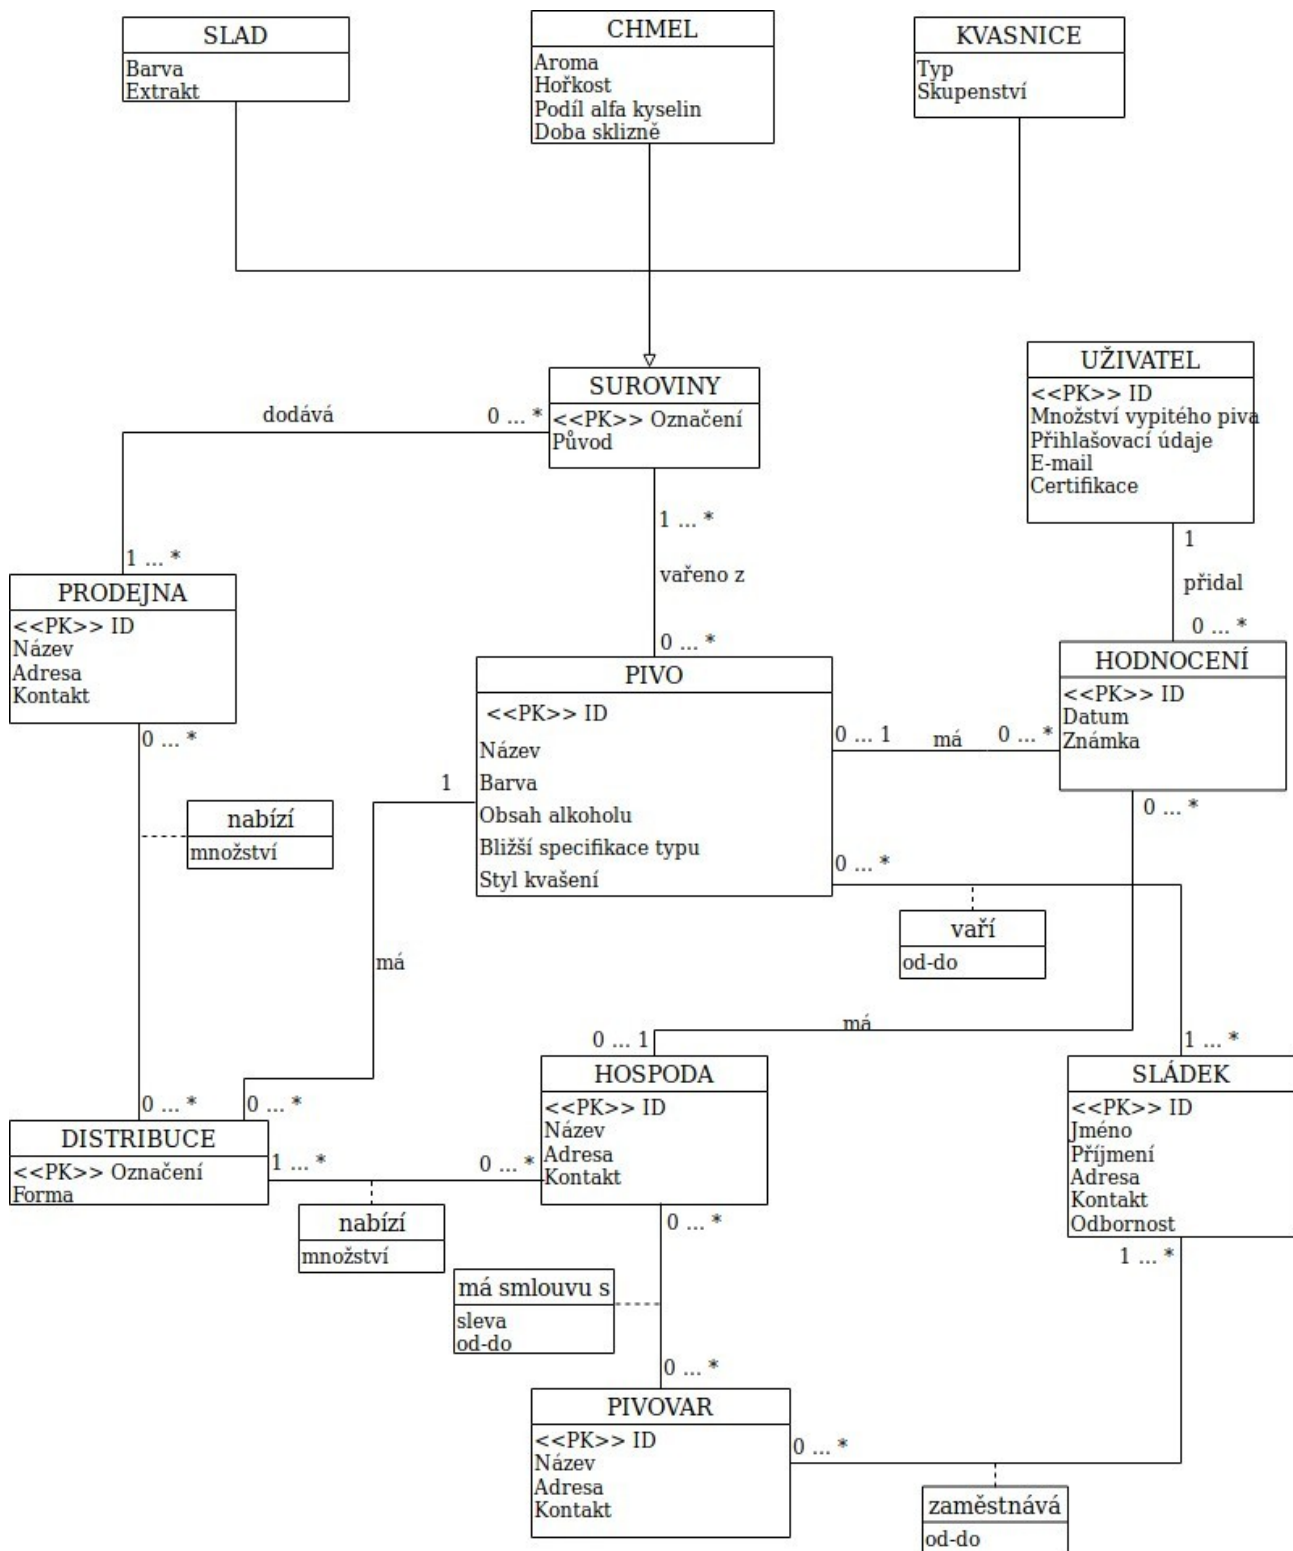 SLAD
Barva
Extrakt
CHMEL
Aroma
Hořkost
Podíl alfa kyselin
Doba sklizně
KVASNICE
Typ
Skupenství
SUROVINY
<<PK>> Označení
Původ
dodává
0 ... *
1 ... *
UŽIVATEL
<<PK>> ID
Množství vypitého piva
Přihlašovací údaje
E-mail
Certifikace
1 ... *
vařeno z
0 ... *
1
přidal
0 ... *
PRODEJNA
<<PK>> ID
Název
Adresa
Kontakt
PIVO
<<PK>> ID
Název
Barva
Obsah alkoholu
Bližší specifikace typu
Styl kvašení
HODNOCENÍ
<<PK>> ID
Datum
Známka
0 ... 1
má
0 ... *
0 ... *
1
0 ... *
nabízí
množství
0 ... *
vaří
od-do
má
0 ... 1
má
1 ... *
0 ... *
0 ... *
HOSPODA
<<PK>> ID
Název
Adresa
Kontakt
SLÁDEK
<<PK>> ID
Jméno
Příjmení
Adresa
Kontakt
Odbornost
DISTRIBUCE
<<PK>> Označení
Forma
1 ... *
0 ... *
nabízí
množství
0 ... *
1 ... *
má smlouvu s
sleva
od-do
0 ... *
PIVOVAR
<<PK>> ID
Název
Adresa
Kontakt
0 ... *
zaměstnává
od-do